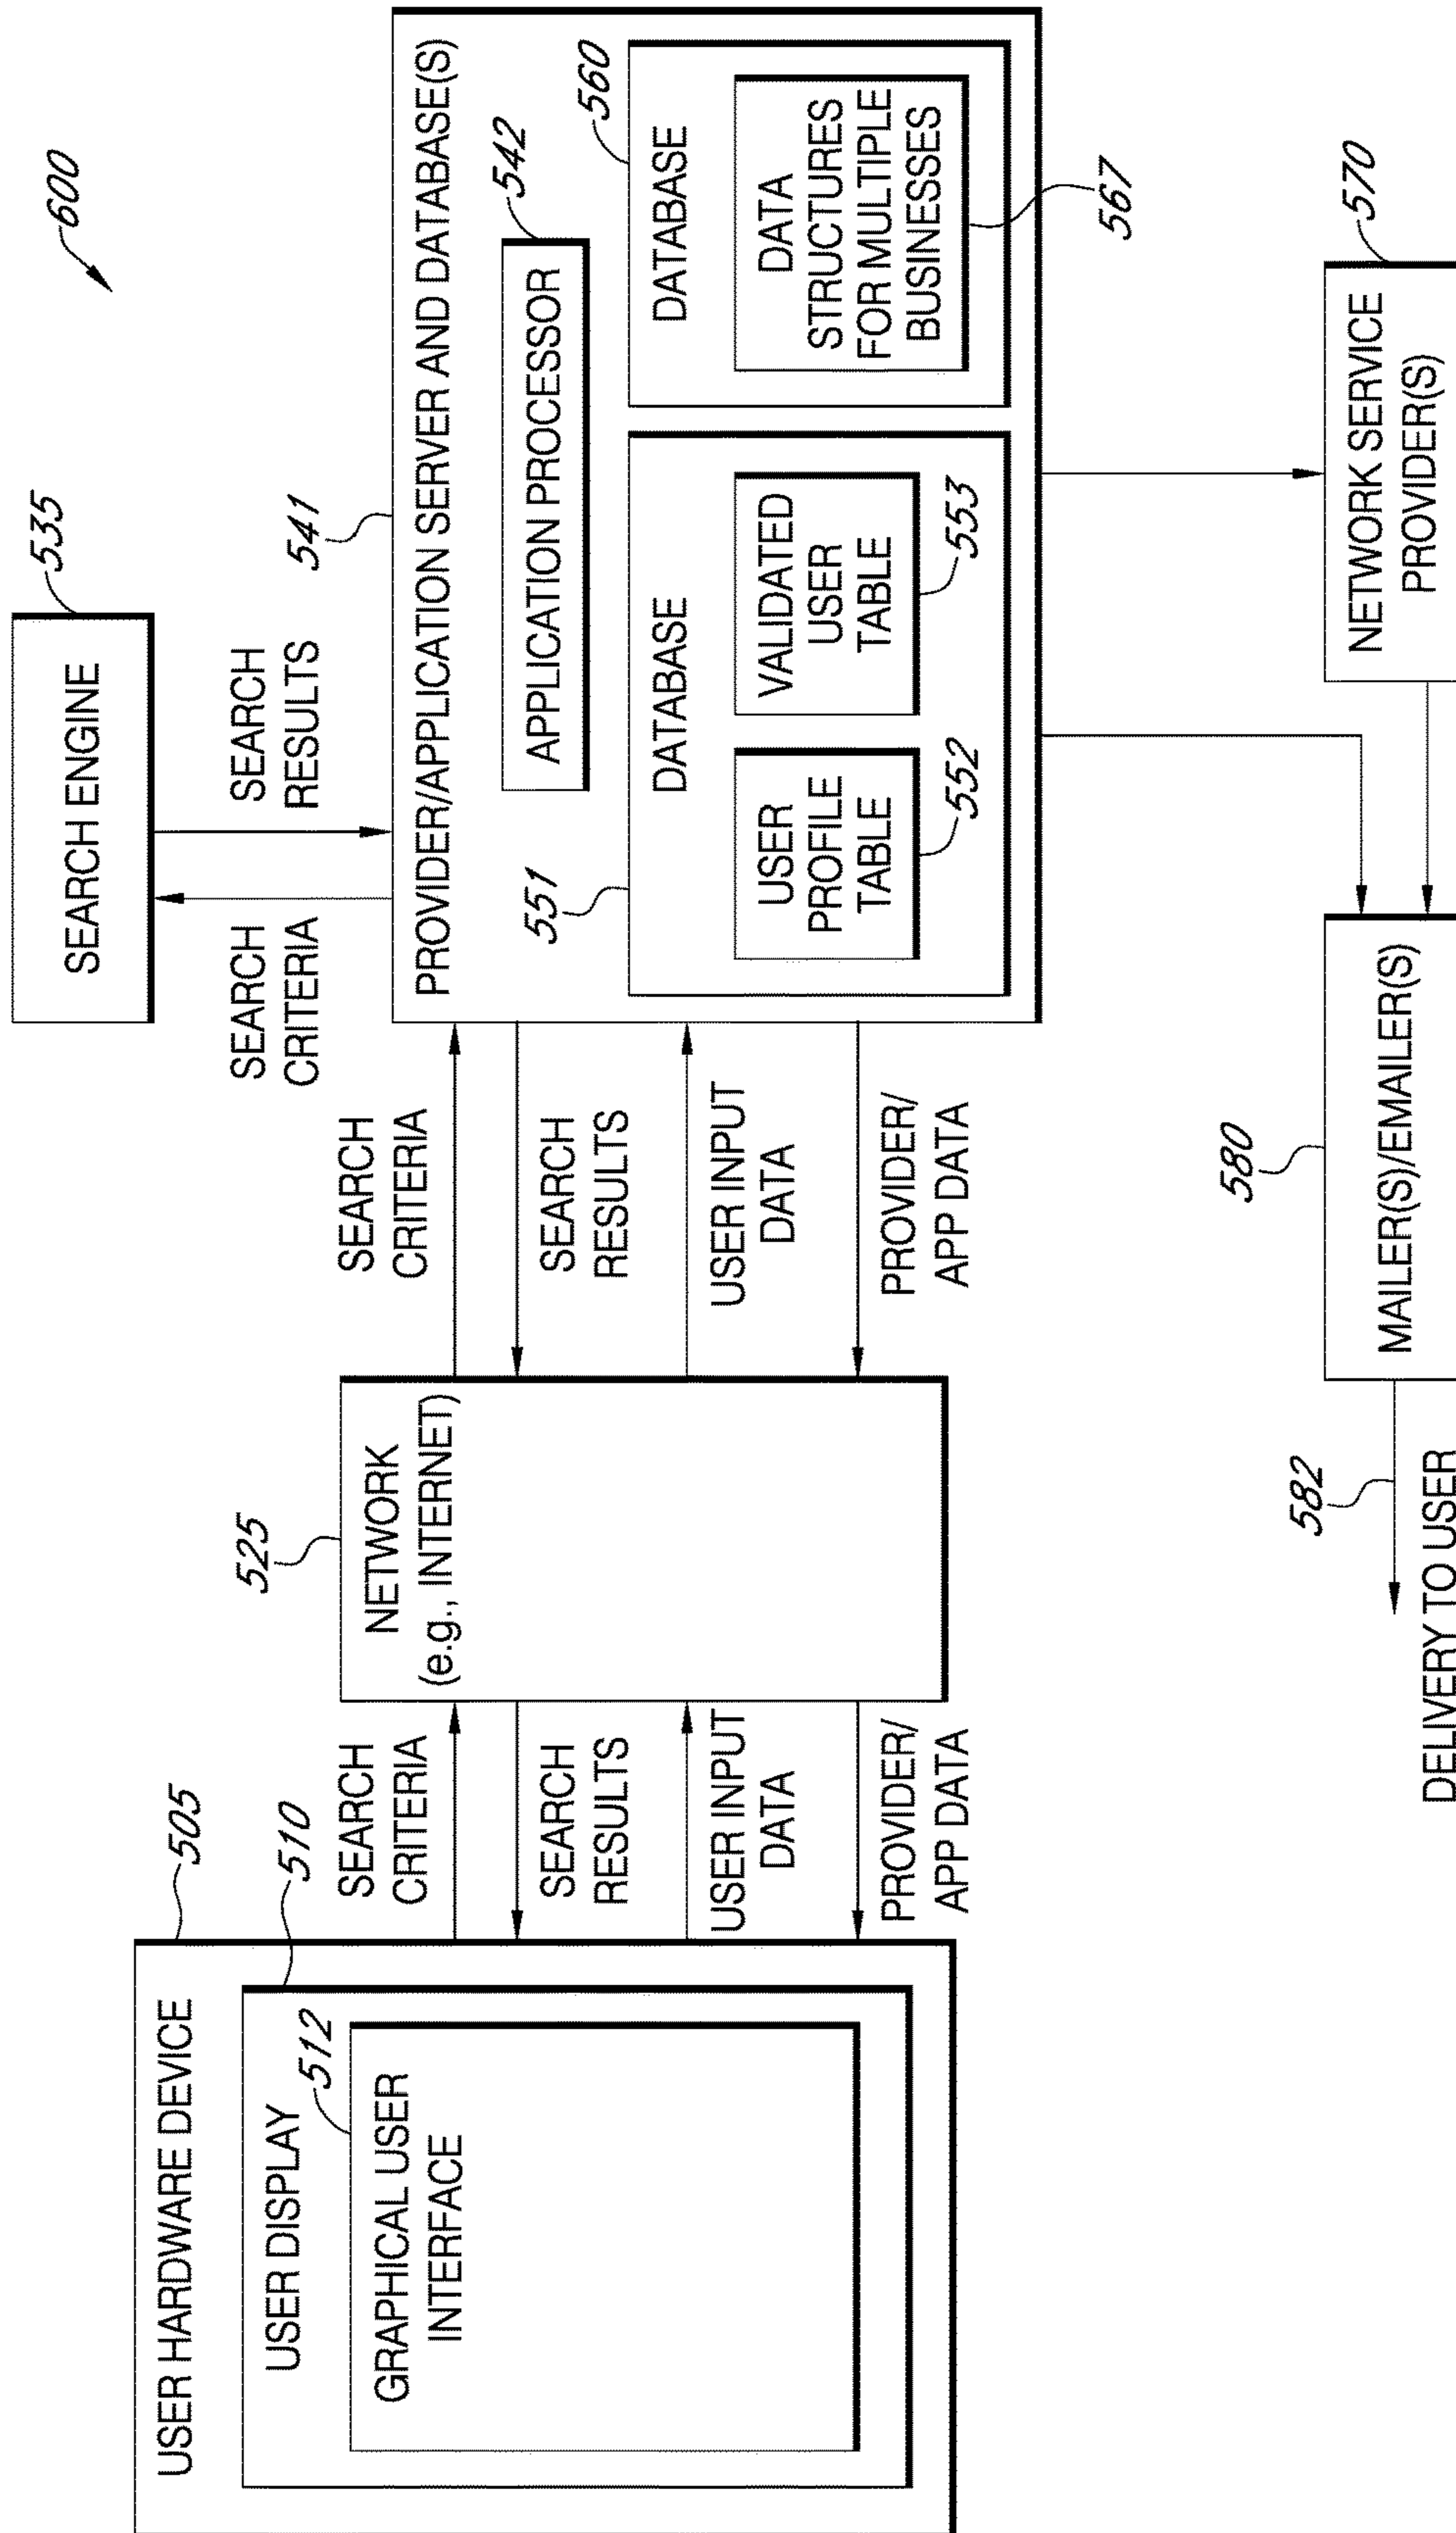 600
SEARCH ENGINE
535
SEARCH
CRITERIA
SEARCH
RESULTS
541
PROVIDER/APPLICATION SERVER AND DATABASE(S)
APPLICATION PROCESSOR
542
551
DATABASE
USER
PROFILE
TABLE
552
VALIDATED
USER
TABLE
553
DATABASE
560
DATA
STRUCTURES
FOR MULTIPLE
BUSINESSES
567
USER HARDWARE DEVICE
505
USER DISPLAY
510
512
GRAPHICAL USER
INTERFACE
SEARCH
CRITERIA
SEARCH
RESULTS
USER INPUT
DATA
PROVIDER/
APP DATA
525
NETWORK
(e.g., INTERNET)
SEARCH
CRITERIA
SEARCH
RESULTS
USER INPUT
DATA
PROVIDER/
APP DATA
582
DELIVERY TO USER
580
MAILER(S)/EMAILER(S)
NETWORK SERVICE
PROVIDER(S)
570